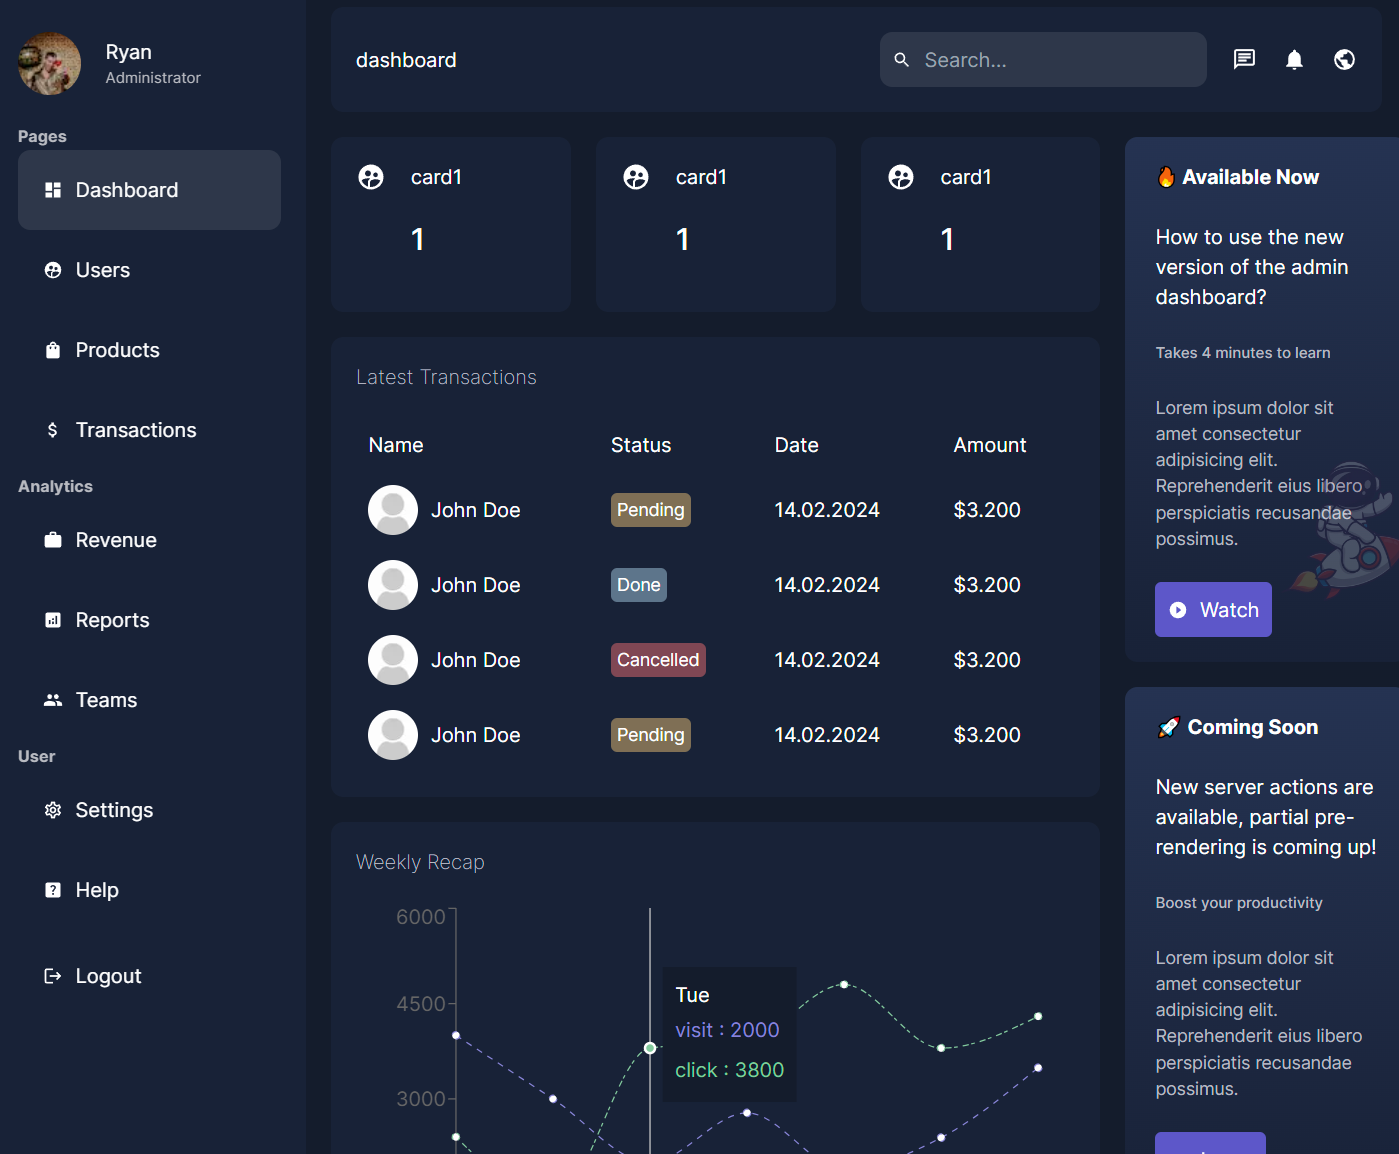 Ryan
Administrator
Pages
Dashboard
Users
Products
Transactions
Analytics
Revenue
Reports
Teams
User
Settings
Help
Logout
dashboard
Search...
card1
1
card1
1
card1
1
Latest Transactions
Name Status Date Amount
John Doe Pending 14.02.2024 $3.200
John Doe Done 14.02.2024 $3.200
John Doe Cancelled 14.02.2024 $3.200
John Doe Pending 14.02.2024 $3.200
Weekly Recap
6000
4500
3000
Tue
visit : 2000
click : 3800
🔥 Available Now
How to use the new
version of the admin
dashboard?
Takes 4 minutes to learn
Lorem ipsum dolor sit
amet consectetur
adipisicing elit.
Reprehenderit eius libero
perspiciatis recusandae
possimus.
Watch
🚀 Coming Soon
New server actions are
available, partial pre-
rendering is coming up!
Boost your productivity
Lorem ipsum dolor sit
amet consectetur
adipisicing elit.
Reprehenderit eius libero
perspiciatis recusandae
possimus.